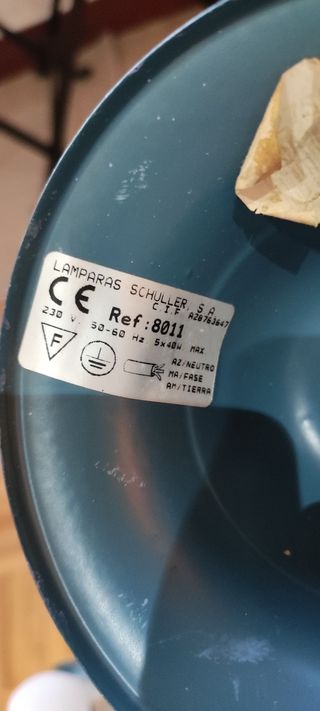 LAMPARAS SCHULLER, S A
C I F A28763647
CE
Ref:8011
230 V. 50-60 Hz 5x40W MAX
F
AZ/NEUTRO
MA/FASE
AM/TIERRA